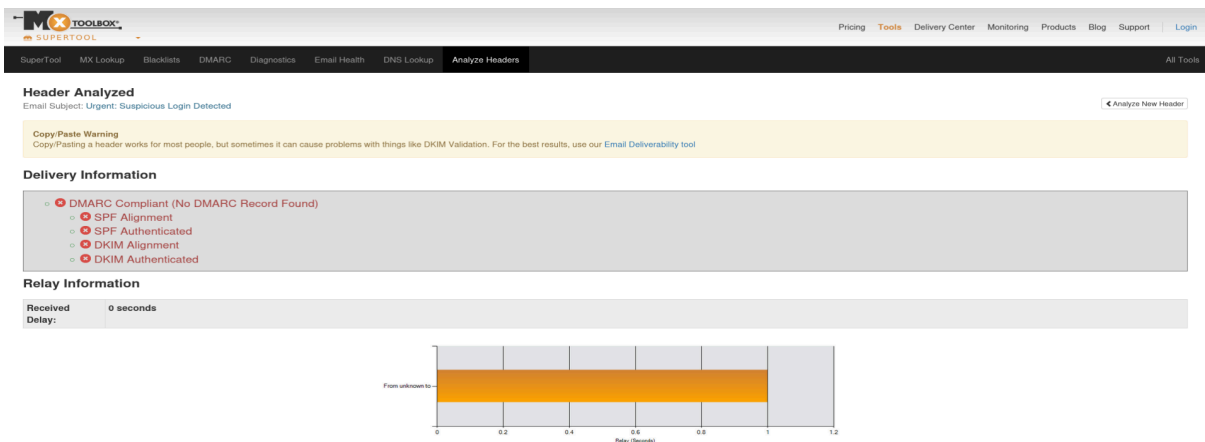 MX TOOLBOX®
SUPERTOOL
Pricing Tools Delivery Center Monitoring Products Blog Support Login
SuperTool MX Lookup Blacklists DMARC Diagnostics Email Health DNS Lookup Analyze Headers All Tools
Header Analyzed
Email Subject: Urgent: Suspicious Login Detected
Analyze New Header
Copy/Paste Warning
Copy/Pasting a header works for most people, but sometimes it can cause problems with things like DKIM Validation. For the best results, use our Email Deliverability tool
Delivery Information
DMARC Compliant (No DMARC Record Found)
SPF Alignment
SPF Authenticated
DKIM Alignment
DKIM Authenticated
Relay Information
Received Delay: 0 seconds
From unknown to
0 0.2 0.4 0.6 0.8 1 1.2
Relay (Seconds)